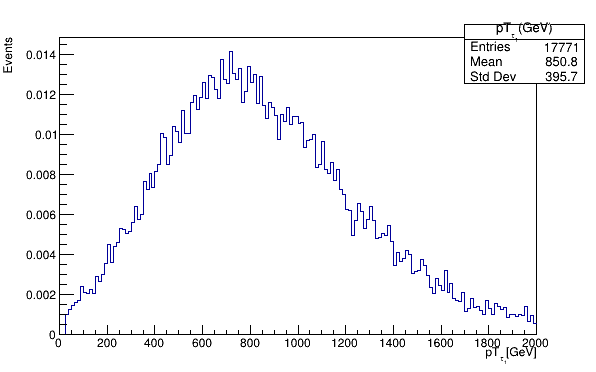 pT_τ₁(GeV)
Entries 17771
Mean 850.8
Std Dev 395.7
Events
0.014
0.012
0.01
0.008
0.006
0.004
0.002
0
0 200 400 600 800 1000 1200 1400 1600 1800 2000
pT_τ₁[GeV]